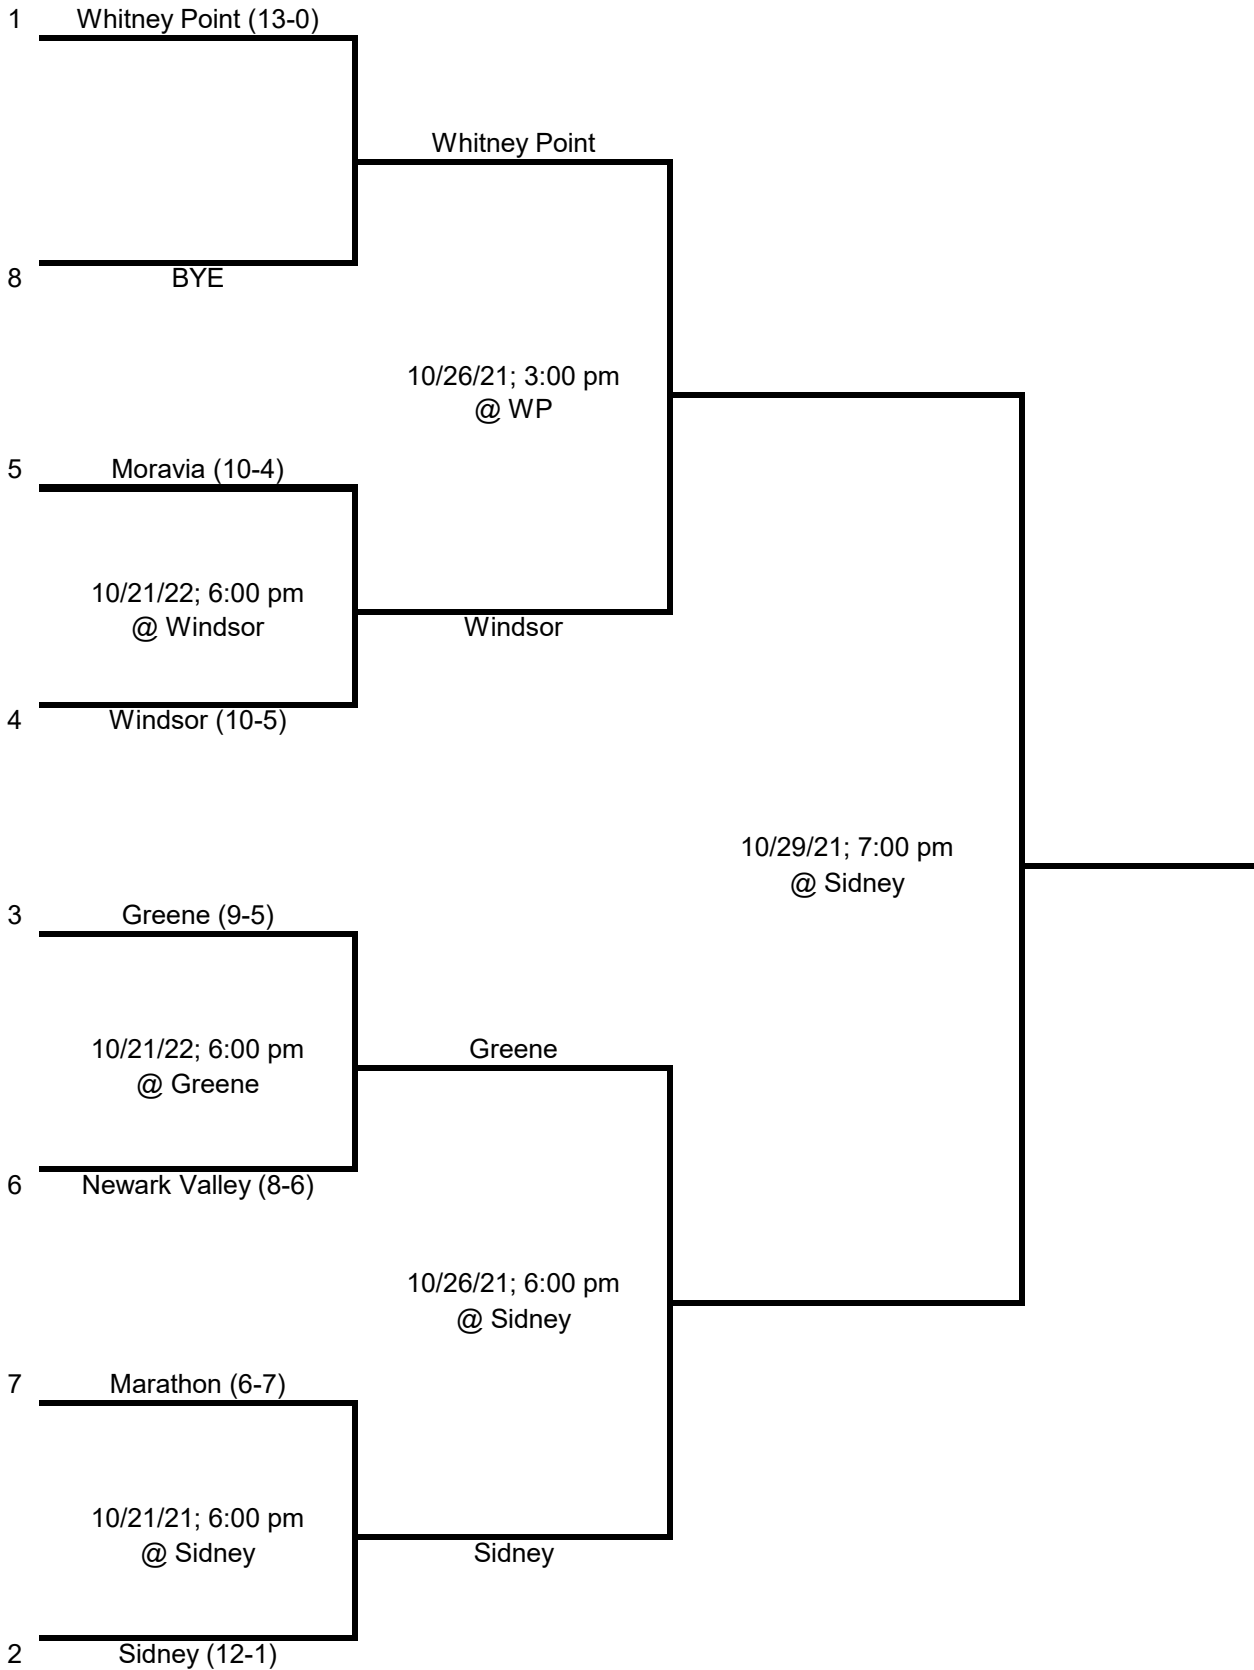 1 Whitney Point (13-0)
Whitney Point
8 BYE
10/26/21; 3:00 pm
@ WP
5 Moravia (10-4)
10/21/22; 6:00 pm
@ Windsor
Windsor
4 Windsor (10-5)
10/29/21; 7:00 pm
@ Sidney
3 Greene (9-5)
10/21/22; 6:00 pm
@ Greene
Greene
6 Newark Valley (8-6)
10/26/21; 6:00 pm
@ Sidney
7 Marathon (6-7)
10/21/21; 6:00 pm
@ Sidney
Sidney
2 Sidney (12-1)